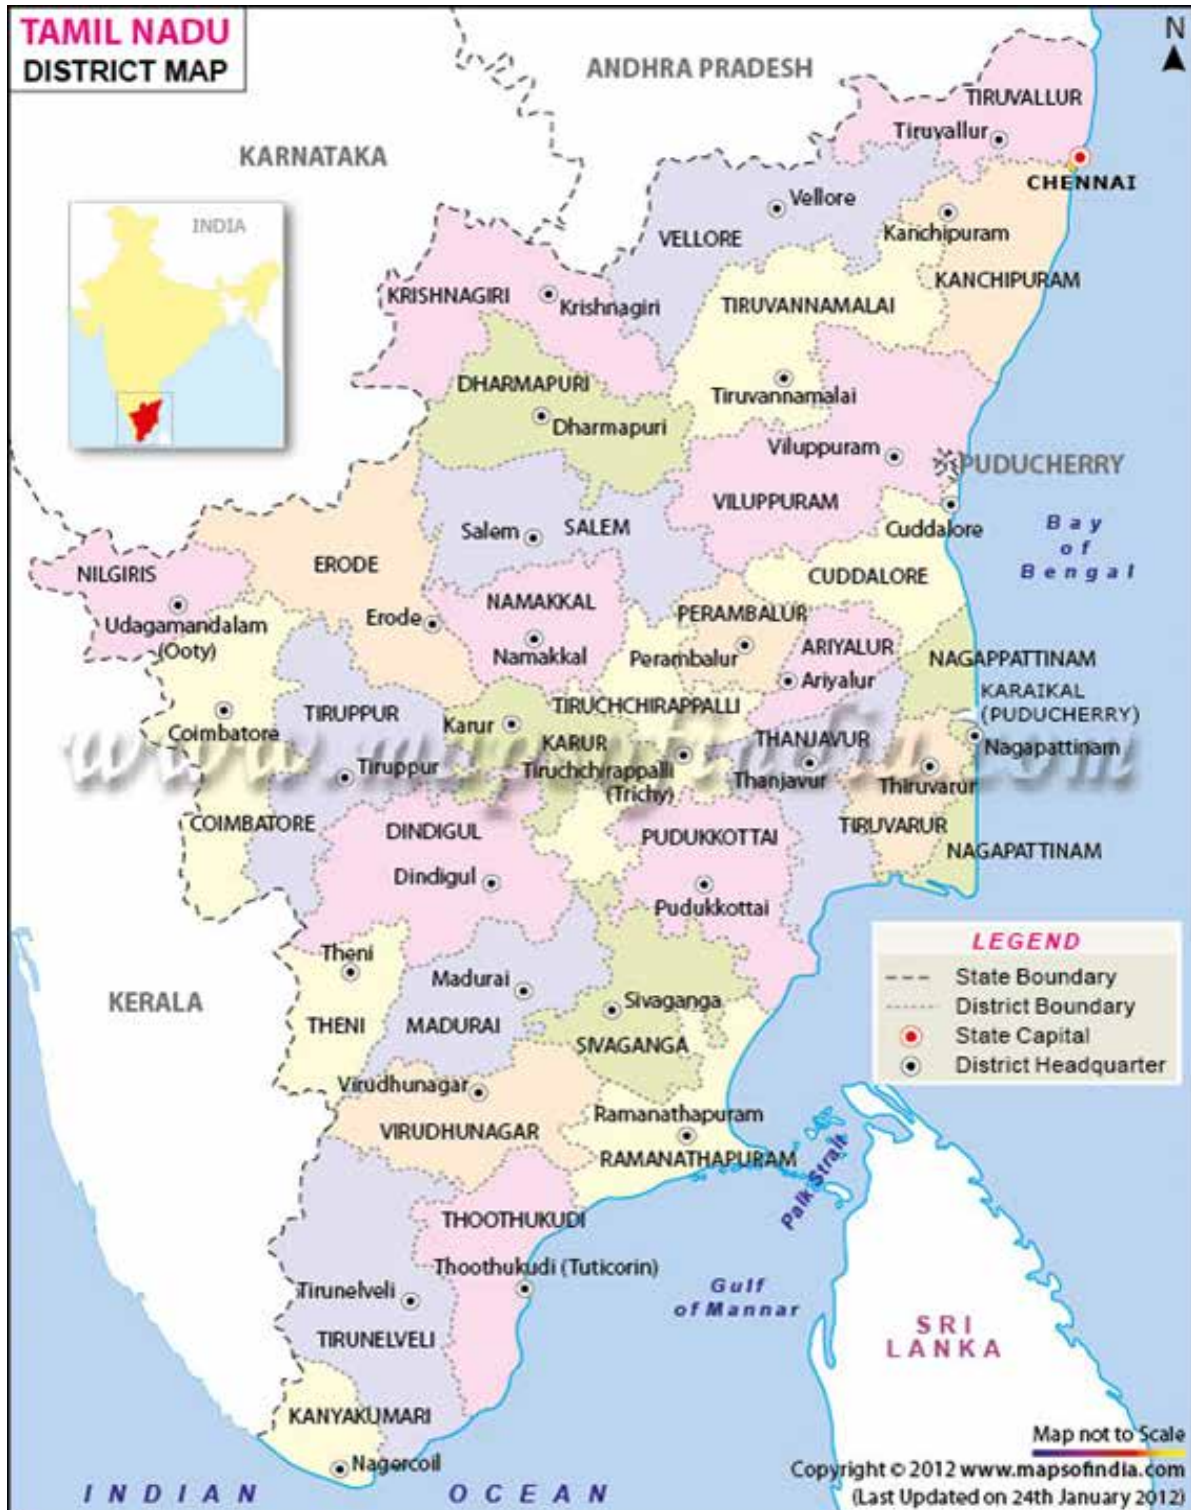 TAMIL NADU
DISTRICT MAP
N
ANDHRA PRADESH
KARNATAKA
INDIA
TIRUVALLUR
Tiruvallur
CHENNAI
Vellore
VELLORE
Kanchipuram
KANCHIPURAM
KRISHNAGIRI
Krishnagiri
TIRUVANNAMALAI
Tiruvannamalai
DHARMAPURI
Dharmapuri
Viluppuram
PUDUCHERRY
VILUPPURAM
Salem
SALEM
Cuddalore
Bay
of
Bengal
NILGIRIS
ERODE
CUDDALORE
Udagamandalam
(Ooty)
Erode
NAMAKKAL
Namakkal
PERAMBALUR
Perambalur
ARIYALUR
Ariyalur
NAGAPPATTINAM
KARAIKAL
(PUDUCHERRY)
Nagapattinam
TIRUCHCHIRAPPALLI
TIRUPPUR
Karur
KARUR
Coimbatore
THANJAVUR
www.mapsofindia.com
Tiruppur
Tiruchchirappalli
(Trichy)
Thanjavur
Thiruvarur
COIMBATORE
DINDIGUL
PUDUKKOTTAI
TIRUVARUR
NAGAPATTINAM
Dindigul
Pudukkottai
Theni
Madurai
Sivaganga
KERALA
THENI
MADURAI
SIVAGANGA
LEGEND
State Boundary
District Boundary
State Capital
District Headquarter
Virudhunagar
VIRUDHUNAGAR
Ramanathapuram
RAMANATHAPURAM
Palk Strait
THOOTHUKUDI
Thoothukudi (Tuticorin)
Tirunelveli
TIRUNELVELI
Gulf
of Mannar
SRI
LANKA
KANYAKUMARI
Nagercoil
INDIAN OCEAN
Map not to Scale
Copyright © 2012 www.mapsofindia.com
(Last Updated on 24th January 2012)